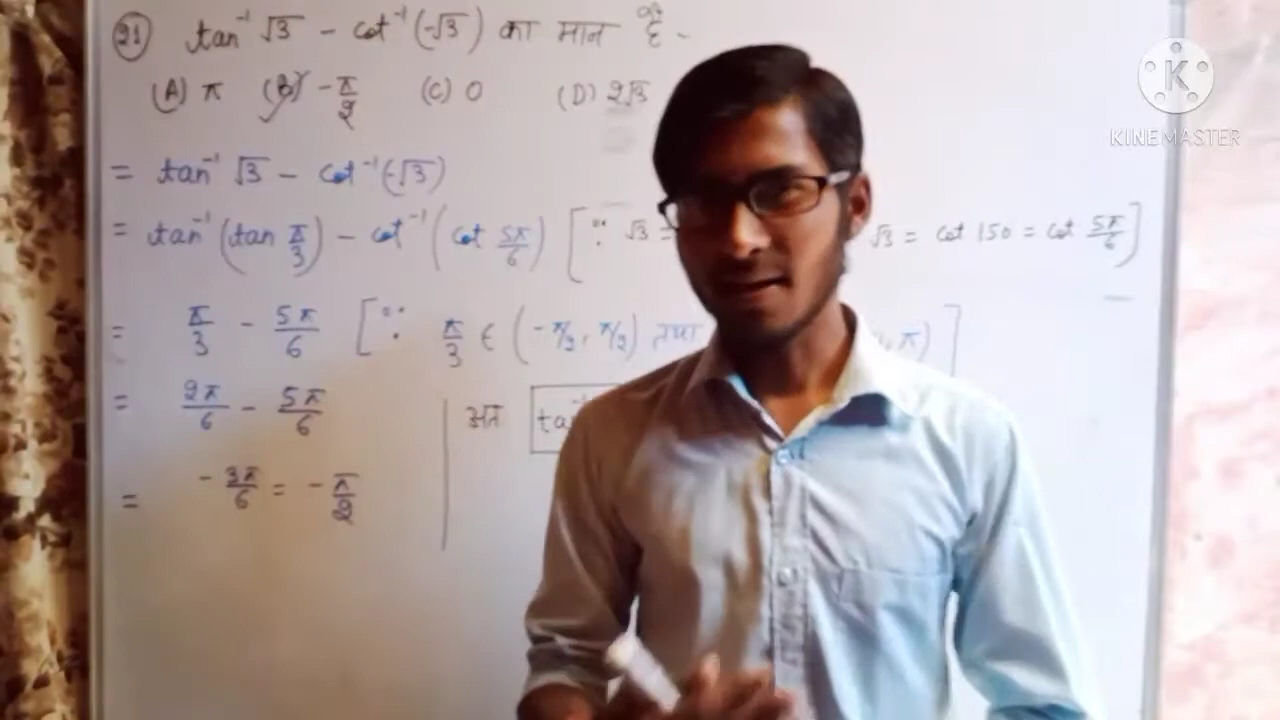 21) tan⁻¹ √3 - cot⁻¹ (-√3) का मान है -
(A) π (B) -π/2 (C) 0 (D) 2√3
= tan⁻¹ √3 - cot⁻¹ (-√3)
= tan⁻¹ (tan π/3) - cot⁻¹ (cot 5π/6) [∵ √3 = √3 = cot 150 = cot 5π/6]
= π/3 - 5π/6 [∵ π/3 ∈ (-π/2, π/2) तथा , π)]
= 2π/6 - 5π/6
अतः tan⁻¹
= -3π/6 = -π/2
KINEMASTER